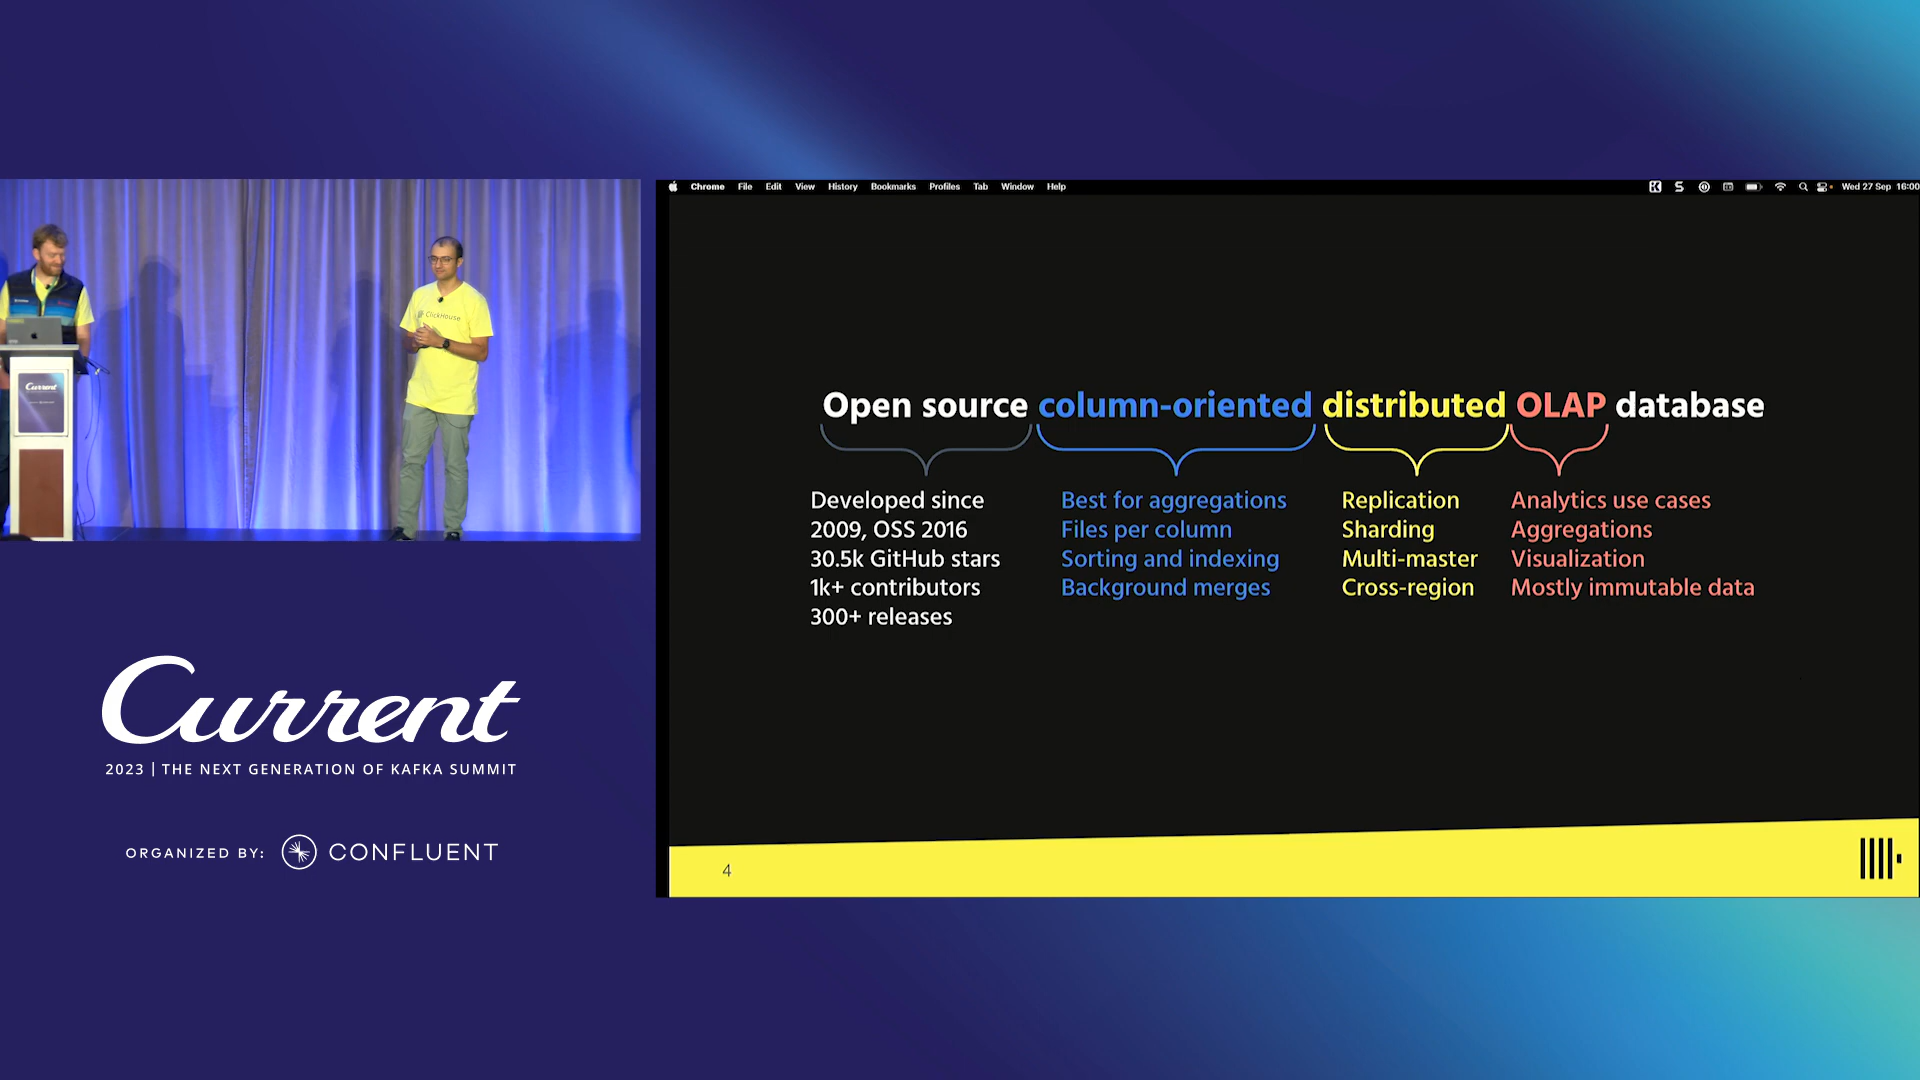 Chrome File Edit View History Bookmarks Profiles Tab Window Help
Wed 27 Sep 16:00
Open source column-oriented distributed OLAP database
Developed since
2009, OSS 2016
30.5k GitHub stars
1k+ contributors
300+ releases
Best for aggregations
Files per column
Sorting and indexing
Background merges
Replication
Sharding
Multi-master
Cross-region
Analytics use cases
Aggregations
Visualization
Mostly immutable data
4
ClickHouse
Current
Current
2023 | THE NEXT GENERATION OF KAFKA SUMMIT
ORGANIZED BY: CONFLUENT